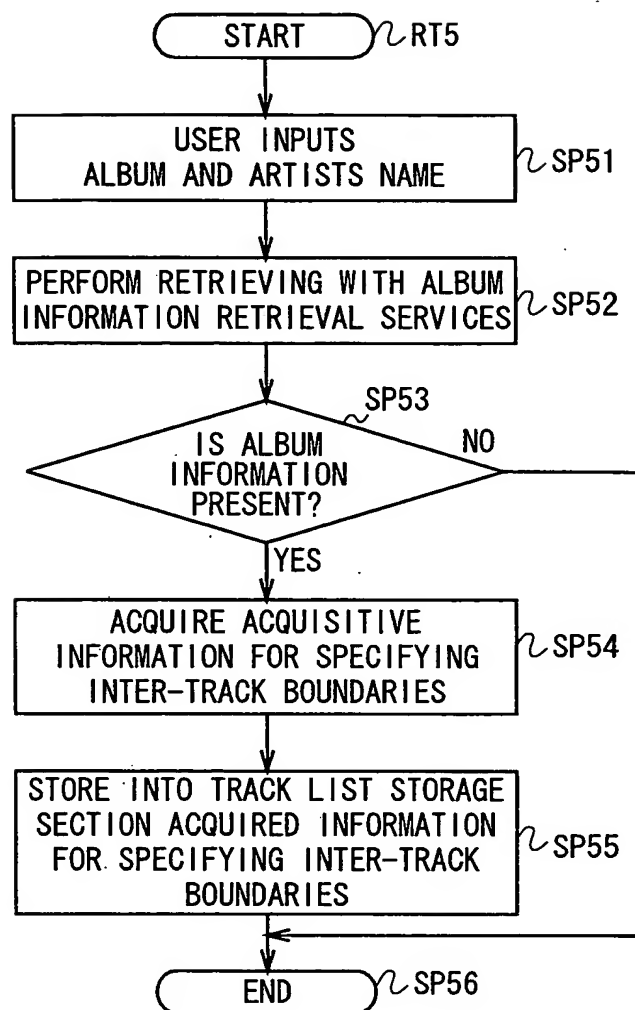 START
RT5
USER INPUTS
ALBUM AND ARTISTS NAME
SP51
PERFORM RETRIEVING WITH ALBUM
INFORMATION RETRIEVAL SERVICES
SP52
SP53
IS ALBUM
INFORMATION
PRESENT?
NO
YES
ACQUIRE ACQUISITIVE
INFORMATION FOR SPECIFYING
INTER-TRACK BOUNDARIES
SP54
STORE INTO TRACK LIST STORAGE
SECTION ACQUIRED INFORMATION
FOR SPECIFYING INTER-TRACK
BOUNDARIES
SP55
END
SP56